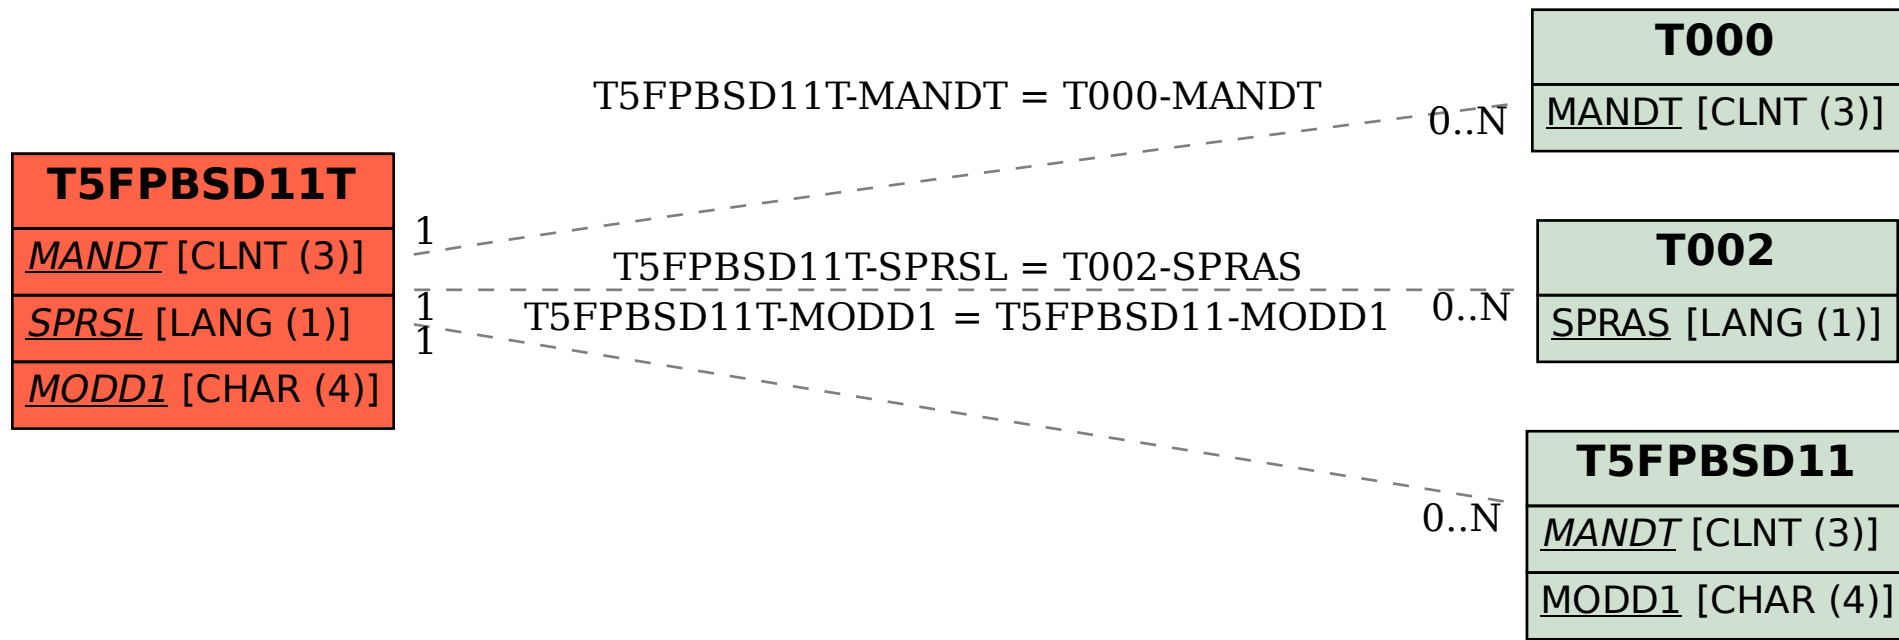 T5FPBSD11T
MANDT [CLNT (3)]
SPRSL [LANG (1)]
MODD1 [CHAR (4)]
T5FPBSD11T-MANDT = T000-MANDT
1
0..N
T5FPBSD11T-SPRSL = T002-SPRAS
1
0..N
T5FPBSD11T-MODD1 = T5FPBSD11-MODD1
1
0..N
T000
MANDT [CLNT (3)]
T002
SPRAS [LANG (1)]
T5FPBSD11
MANDT [CLNT (3)]
MODD1 [CHAR (4)]